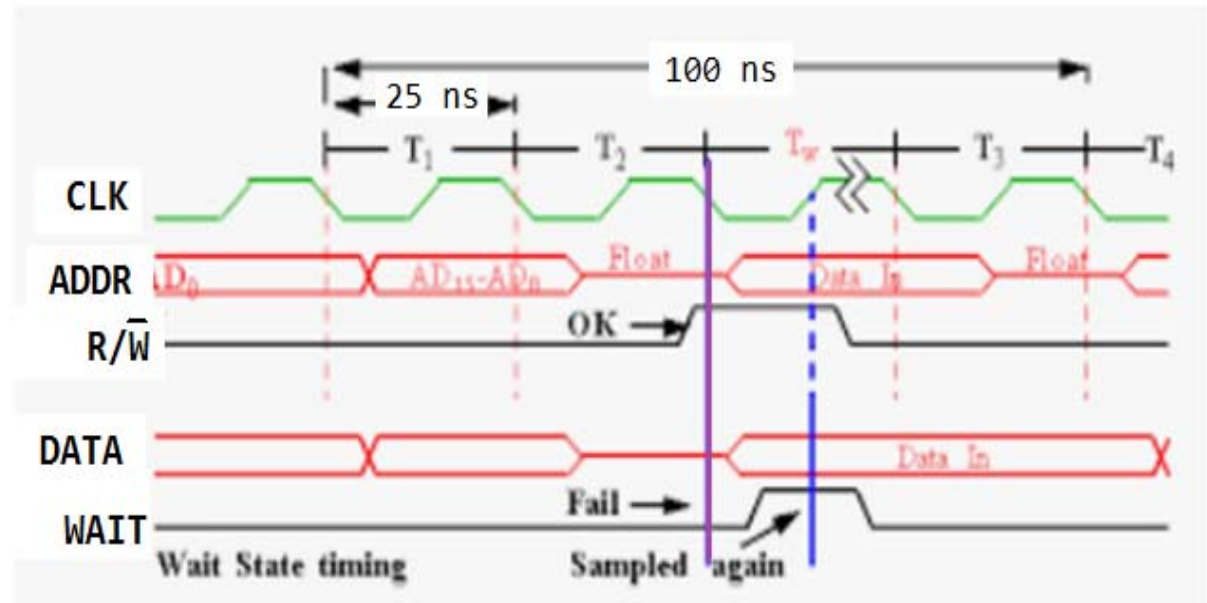 100 ns
25 ns
T₁ T₂ Tw T₃ T₄
CLK
ADDR AD₀ AD₁₅-AD₀ Float Data In Float
R/W̅ OK
DATA Data In
Fail
WAIT
Wait State timing Sampled again